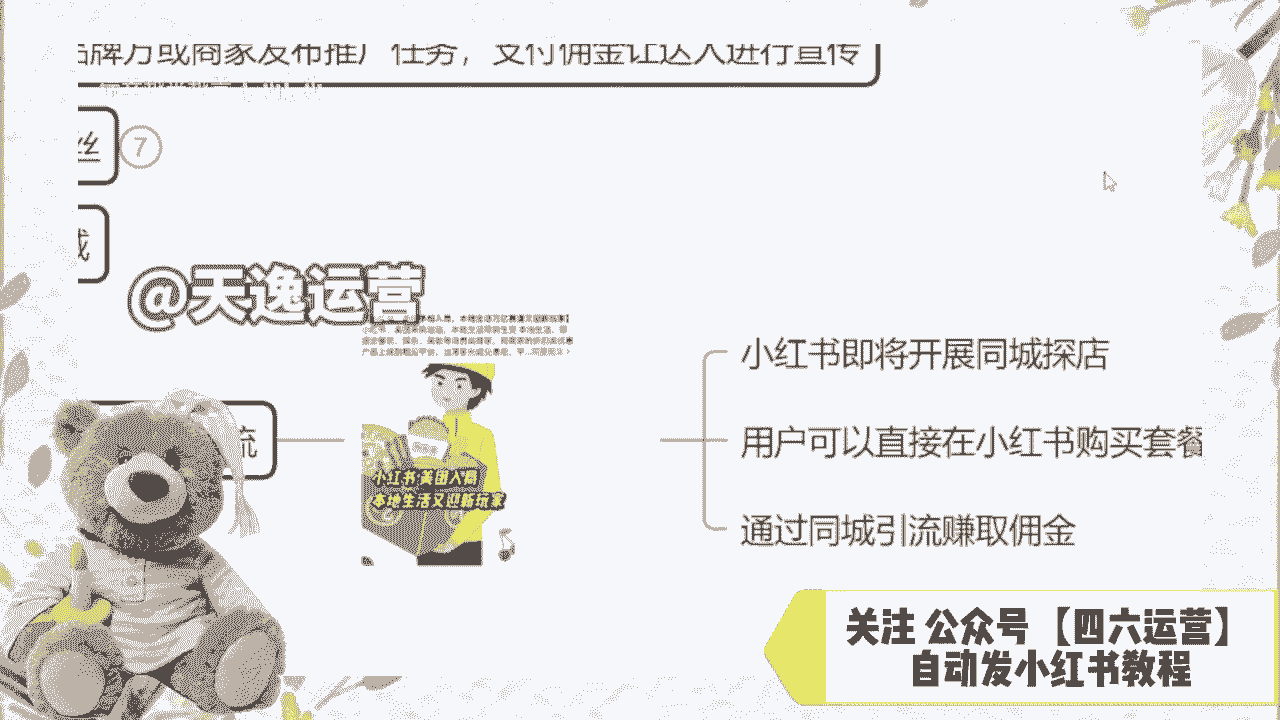 品牌方或商家发布推广任务，支付佣金让达人进行宣传
丝
7
@天逸运营
小红书即将开展同城探店
流
用户可以直接在小红书购买套餐
小红书·美团入局
本地生活又迎新玩家
通过同城引流赚取佣金
关注 公众号 【四六运营】
自动发小红书教程